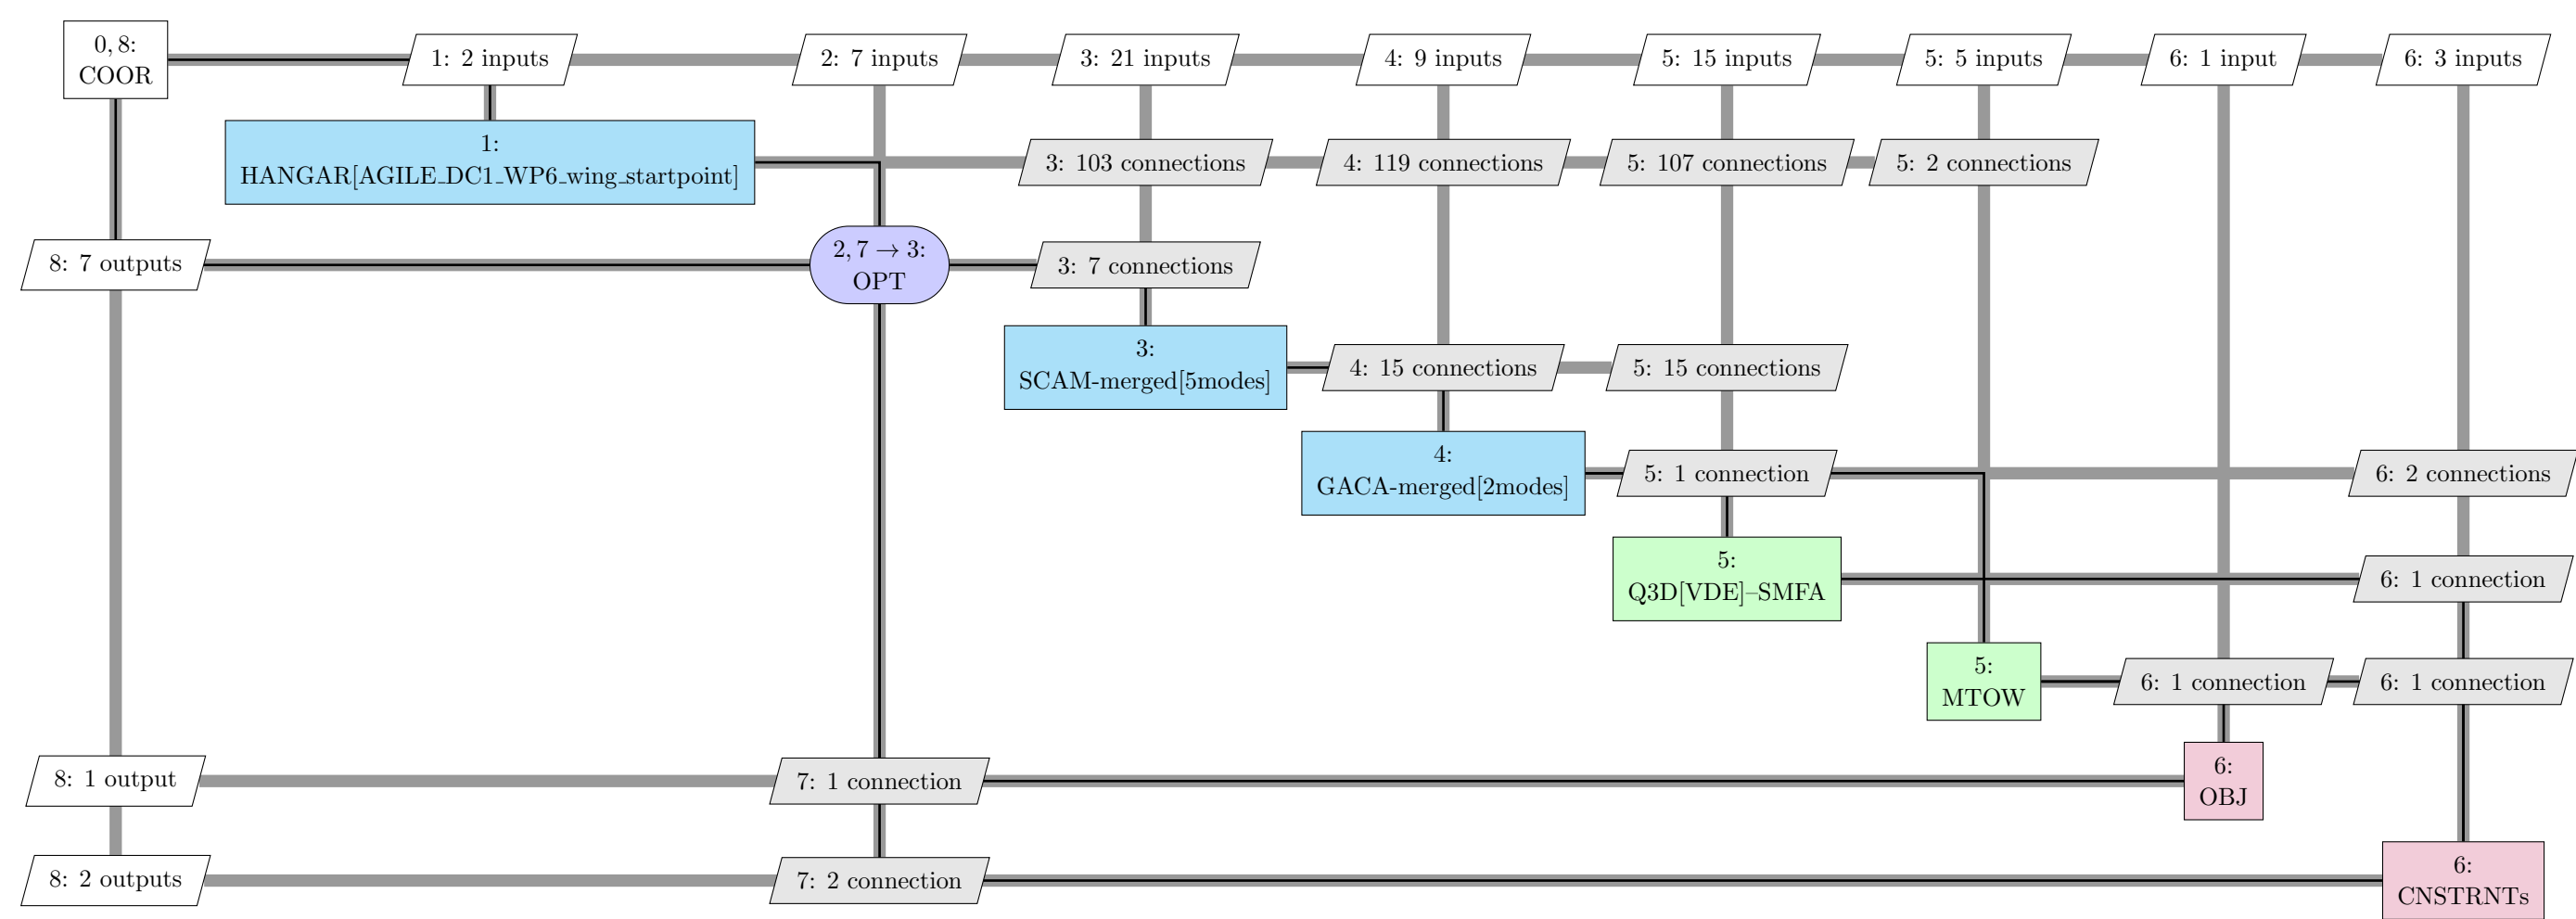 0, 8:
COOR
1: 2 inputs
2: 7 inputs
3: 21 inputs
4: 9 inputs
5: 15 inputs
5: 5 inputs
6: 1 input
6: 3 inputs
1:
HANGAR[AGILE_DC1_WP6_wing_startpoint]
3: 103 connections
4: 119 connections
5: 107 connections
5: 2 connections
8: 7 outputs
2, 7 → 3:
OPT
3: 7 connections
3:
SCAM-merged[5modes]
4: 15 connections
5: 15 connections
4:
GACA-merged[2modes]
5: 1 connection
6: 2 connections
5:
Q3D[VDE]–SMFA
6: 1 connection
5:
MTOW
6: 1 connection
6: 1 connection
8: 1 output
7: 1 connection
6:
OBJ
8: 2 outputs
7: 2 connection
6:
CNSTRNTs